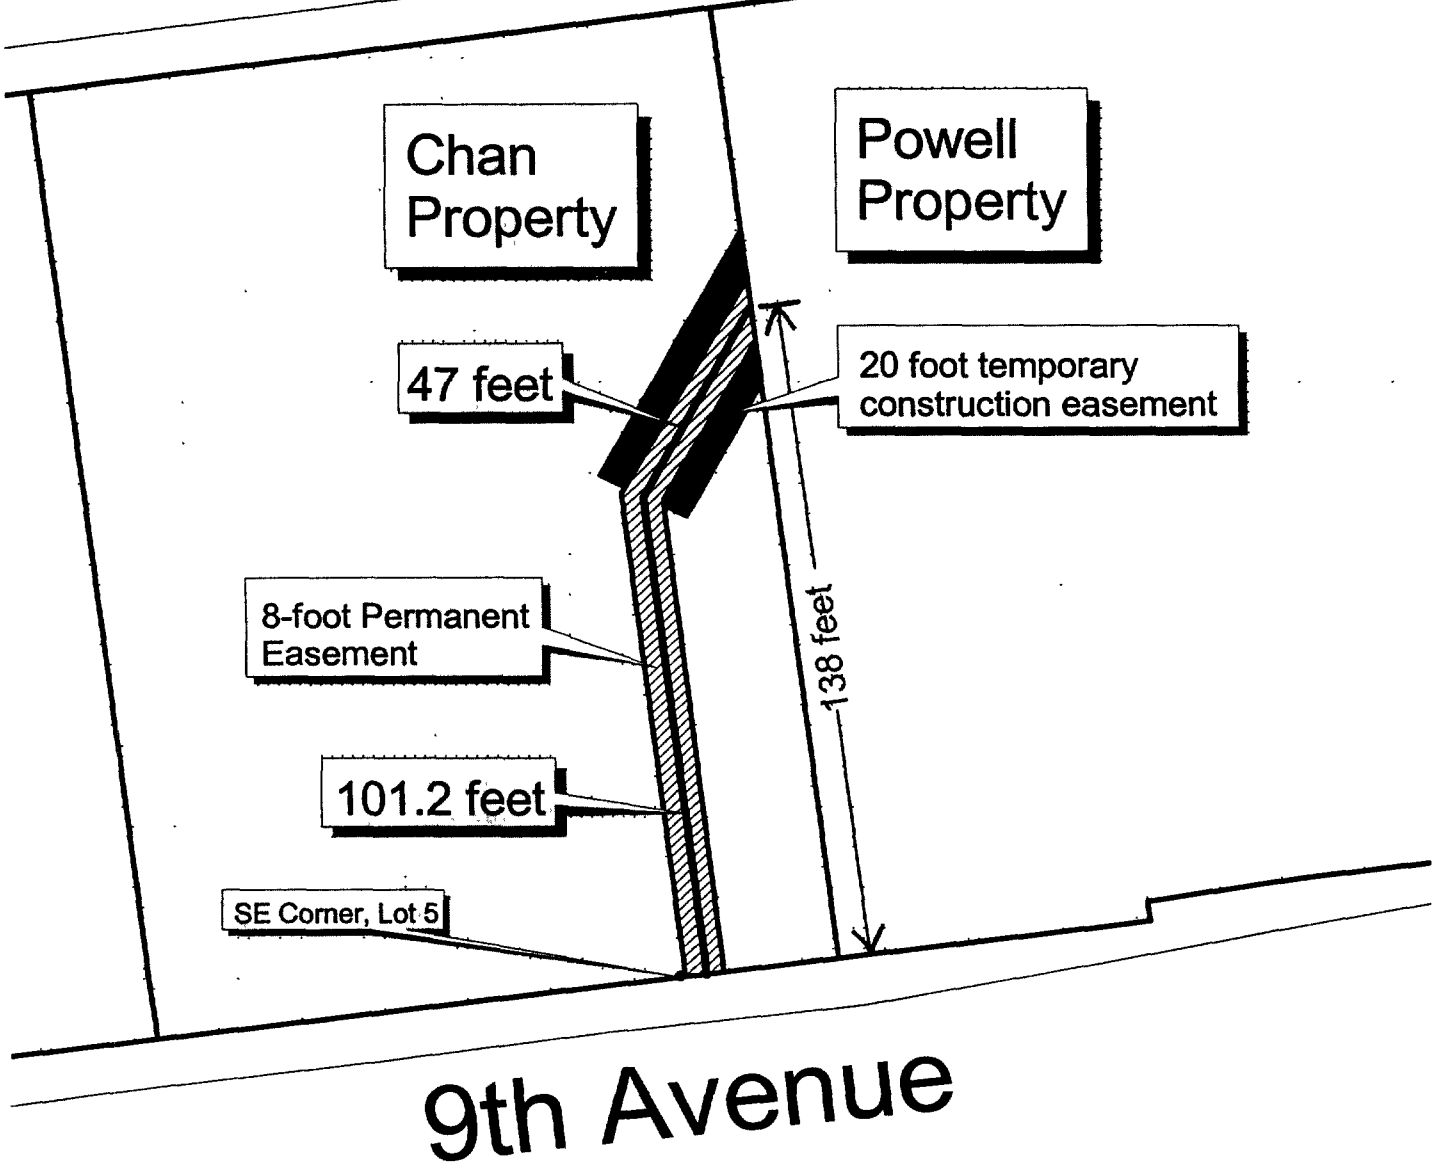 Chan
Property
Powell
Property
47 feet
20 foot temporary
construction easement
8-foot Permanent
Easement
138 feet
101.2 feet
SE Corner, Lot 5
9th Avenue